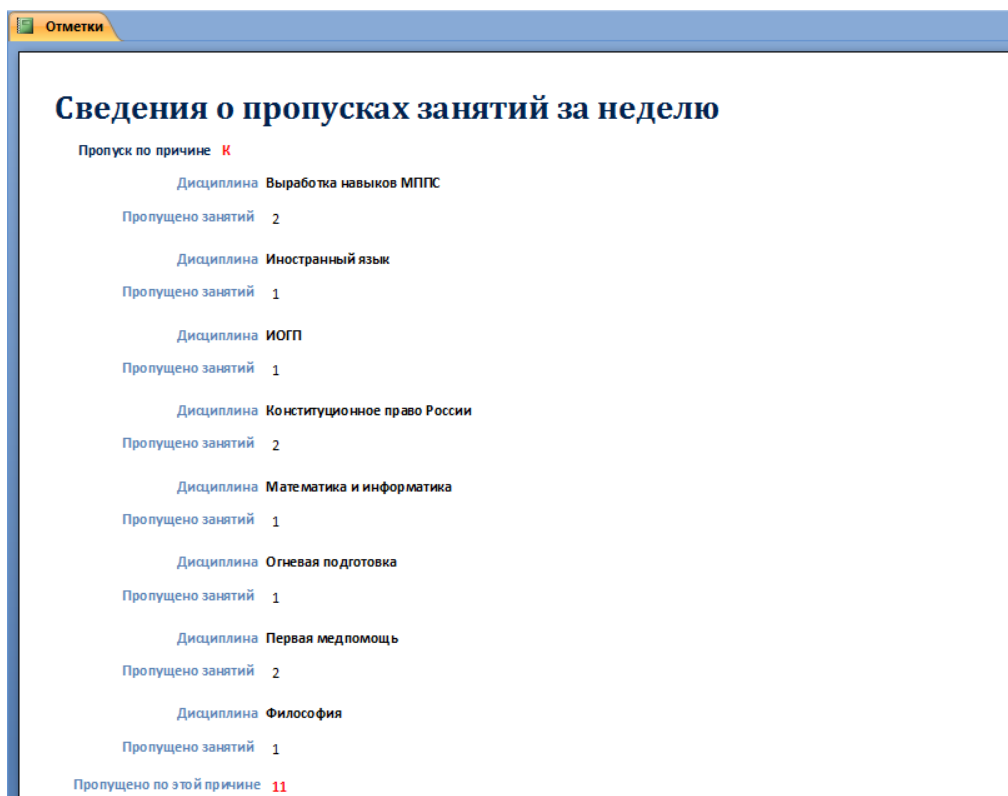 Отметки
Сведения о пропусках занятий за неделю
Пропуск по причине К
Дисциплина Выработка навыков МППС
Пропущено занятий 2
Дисциплина Иностранный язык
Пропущено занятий 1
Дисциплина ИОГП
Пропущено занятий 1
Дисциплина Конституционное право России
Пропущено занятий 2
Дисциплина Математика и информатика
Пропущено занятий 1
Дисциплина Огневая подготовка
Пропущено занятий 1
Дисциплина Первая медпомощь
Пропущено занятий 2
Дисциплина Философия
Пропущено занятий 1
Пропущено по этой причине 11